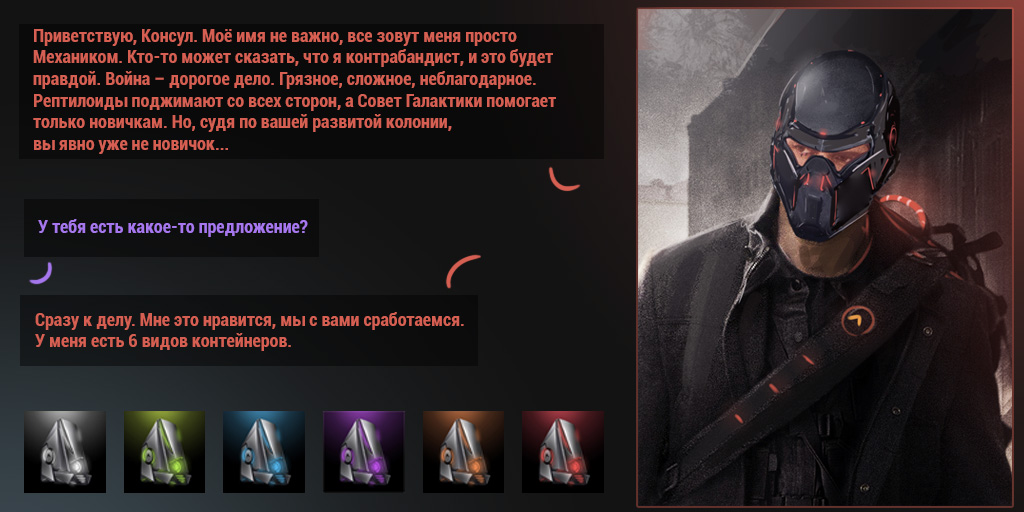 Приветствую, Консул. Моё имя не важно, все зовут меня просто
Механиком. Кто-то может сказать, что я контрабандист, и это будет
правдой. Война – дорогое дело. Грязное, сложное, неблагодарное.
Рептилоиды поджимают со всех сторон, а Совет Галактики помогает
только новичкам. Но, судя по вашей развитой колонии,
вы явно уже не новичок...
У тебя есть какое-то предложение?
Сразу к делу. Мне это нравится, мы с вами сработаемся.
У меня есть 6 видов контейнеров.